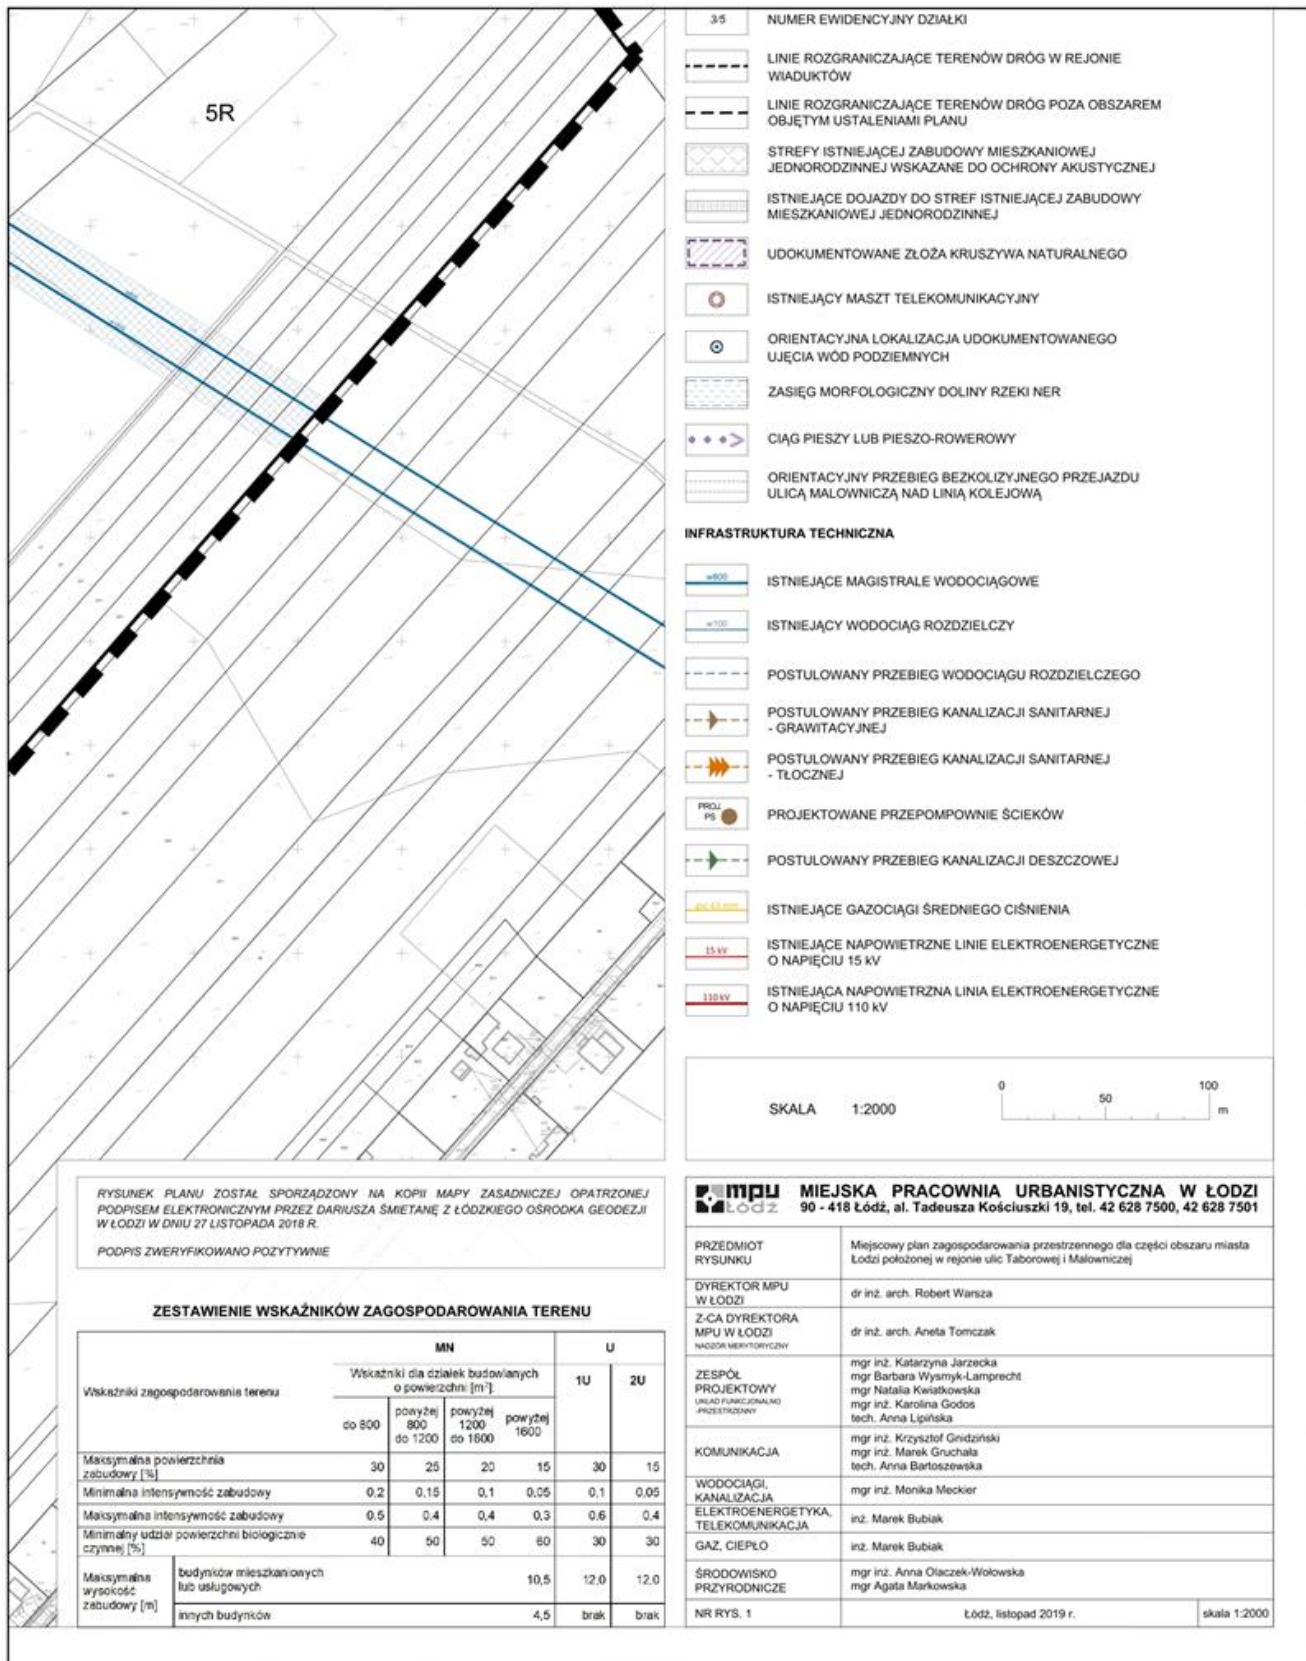 5R
3/5 NUMER EWIDENCYJNY DZIAŁKI
LINIE ROZGRANICZAJĄCE TERENÓW DRÓG W REJONIE
WIADUKTÓW
LINIE ROZGRANICZAJĄCE TERENÓW DRÓG POZA OBSZAREM
OBJĘTYM USTALENIAMI PLANU
STREFY ISTNIEJĄCEJ ZABUDOWY MIESZKANIOWEJ
JEDNORODZINNEJ WSKAZANE DO OCHRONY AKUSTYCZNEJ
ISTNIEJĄCE DOJAZDY DO STREF ISTNIEJĄCEJ ZABUDOWY
MIESZKANIOWEJ JEDNORODZINNEJ
UDOKUMENTOWANE ZŁOŻA KRUSZYWA NATURALNEGO
ISTNIEJĄCY MASZT TELEKOMUNIKACYJNY
ORIENTACYJNA LOKALIZACJA UDOKUMENTOWANEGO
UJĘCIA WÓD PODZIEMNYCH
ZASIĘG MORFOLOGICZNY DOLINY RZEKI NER
CIĄG PIESZY LUB PIESZO-ROWEROWY
ORIENTACYJNY PRZEBIEG BEZKOLIZYJNEGO PRZEJAZDU
ULICĄ MALOWNICZĄ NAD LINIĄ KOLEJOWĄ
INFRASTRUKTURA TECHNICZNA
w800 ISTNIEJĄCE MAGISTRALE WODOCIĄGOWE
w100 ISTNIEJĄCY WODOCIĄG ROZDZIELCZY
POSTULOWANY PRZEBIEG WODOCIĄGU ROZDZIELCZEGO
POSTULOWANY PRZEBIEG KANALIZACJI SANITARNEJ
- GRAWITACYJNEJ
POSTULOWANY PRZEBIEG KANALIZACJI SANITARNEJ
- TŁOCZNEJ
PROJ.
PS PROJEKTOWANE PRZEPOMPOWNIE ŚCIEKÓW
POSTULOWANY PRZEBIEG KANALIZACJI DESZCZOWEJ
ISTNIEJĄCE GAZOCIĄGI ŚREDNIEGO CIŚNIENIA
15 kV ISTNIEJĄCE NAPOWIETRZNE LINIE ELEKTROENERGETYCZNE
O NAPIĘCIU 15 kV
110 kV ISTNIEJĄCA NAPOWIETRZNA LINIA ELEKTROENERGETYCZNE
O NAPIĘCIU 110 kV
SKALA 1:2000
0 50 100 m
RYSUNEK PLANU ZOSTAŁ SPORZĄDZONY NA KOPII MAPY ZASADNICZEJ OPATRZONEJ
PODPISEM ELEKTRONICZNYM PRZEZ DARIUSZA ŚMIETANĘ Z ŁÓDZKIEGO OŚRODKA GEODEZJI
W ŁODZI W DNIU 27 LISTOPADA 2018 R.
PODPIS ZWERYFIKOWANO POZYTYWNIE
ZESTAWIENIE WSKAŹNIKÓW ZAGOSPODAROWANIA TERENU
Wskaźniki zagospodarowania terenu
MN U
Wskaźniki dla działek budowlanych
o powierzchni [m²]:
1U 2U
do 800
powyżej
800
do 1200
powyżej
1200
do 1600
powyżej
1600
Maksymalna powierzchnia
zabudowy [%] 30 25 20 15 30 15
Minimalna intensywność zabudowy 0,2 0,15 0,1 0,05 0,1 0,05
Maksymalna intensywność zabudowy 0,5 0,4 0,4 0,3 0,6 0,4
Minimalny udział powierzchni biologicznie
czynnej [%] 40 50 50 60 30 30
Maksymalna
wysokość
zabudowy [m]
budynków mieszkaniowych
lub usługowych 10,5 12,0 12,0
innych budynków 4,5 brak brak
mpu
ŁÓDŹ
MIEJSKA PRACOWNIA URBANISTYCZNA W ŁODZI
90 - 418 Łódź, al. Tadeusza Kościuszki 19, tel. 42 628 7500, 42 628 7501
PRZEDMIOT
RYSUNKU
Miejscowy plan zagospodarowania przestrzennego dla części obszaru miasta
Łodzi położonej w rejonie ulic Taborowej i Malowniczej
DYREKTOR MPU
W ŁODZI
dr inż. arch. Robert Warsza
Z-CA DYREKTORA
MPU W ŁODZI
NADZÓR MERYTORYCZNY
dr inż. arch. Aneta Tomczak
ZESPÓŁ
PROJEKTOWY
UKŁAD FUNKCJONALNO
-PRZESTRZENNY
mgr inż. Katarzyna Jarzecka
mgr Barbara Wysmyk-Lamprecht
mgr Natalia Kwiatkowska
mgr inż. Karolina Godos
tech. Anna Lipińska
KOMUNIKACJA
mgr inż. Krzysztof Gnidziński
mgr inż. Marek Gruchała
tech. Anna Bartoszewska
WODOCIĄGI,
KANALIZACJA
mgr inż. Monika Meckier
ELEKTROENERGETYKA,
TELEKOMUNIKACJA
inż. Marek Bubiak
GAZ, CIEPŁO inż. Marek Bubiak
ŚRODOWISKO
PRZYRODNICZE
mgr inż. Anna Olaczek-Wołowska
mgr Agata Markowska
NR RYS. 1 Łódź, listopad 2019 r. skala 1:2000